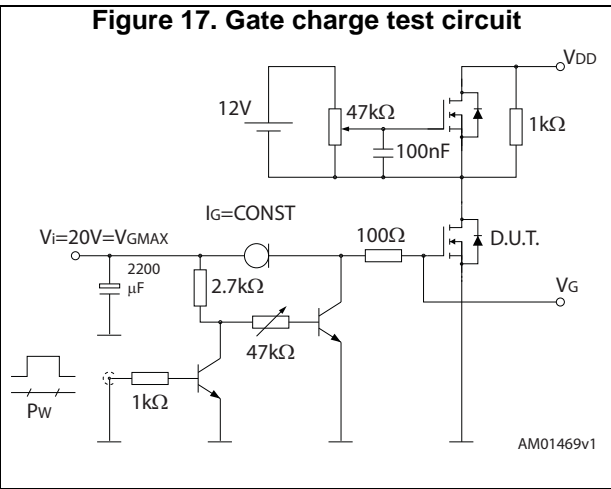 Figure 17. Gate charge test circuit
VDD
12V
47kΩ
1kΩ
100nF
IG=CONST
Vi=20V=VGMAX
100Ω
D.U.T.
2200
μF
2.7kΩ
VG
47kΩ
1kΩ
PW
AM01469v1